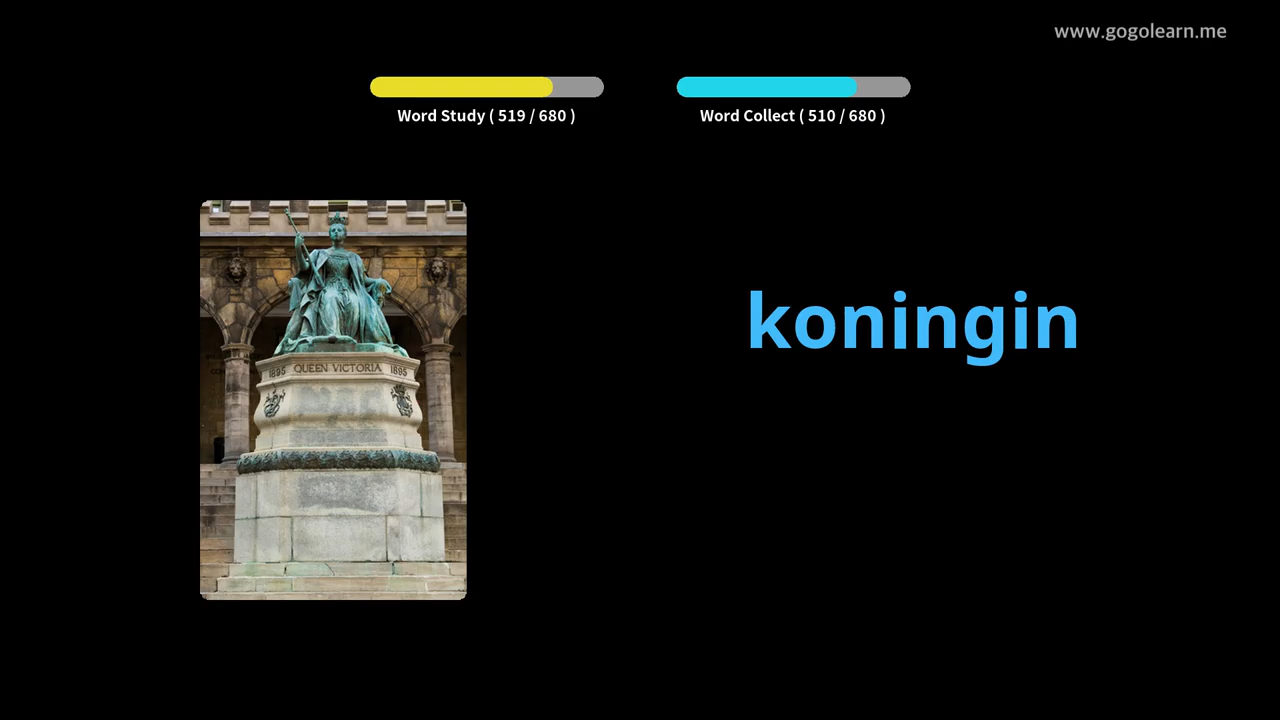 www.gogolearn.me
Word Study ( 519 / 680 )
Word Collect ( 510 / 680 )
koningin
1895 QUEEN VICTORIA 1895